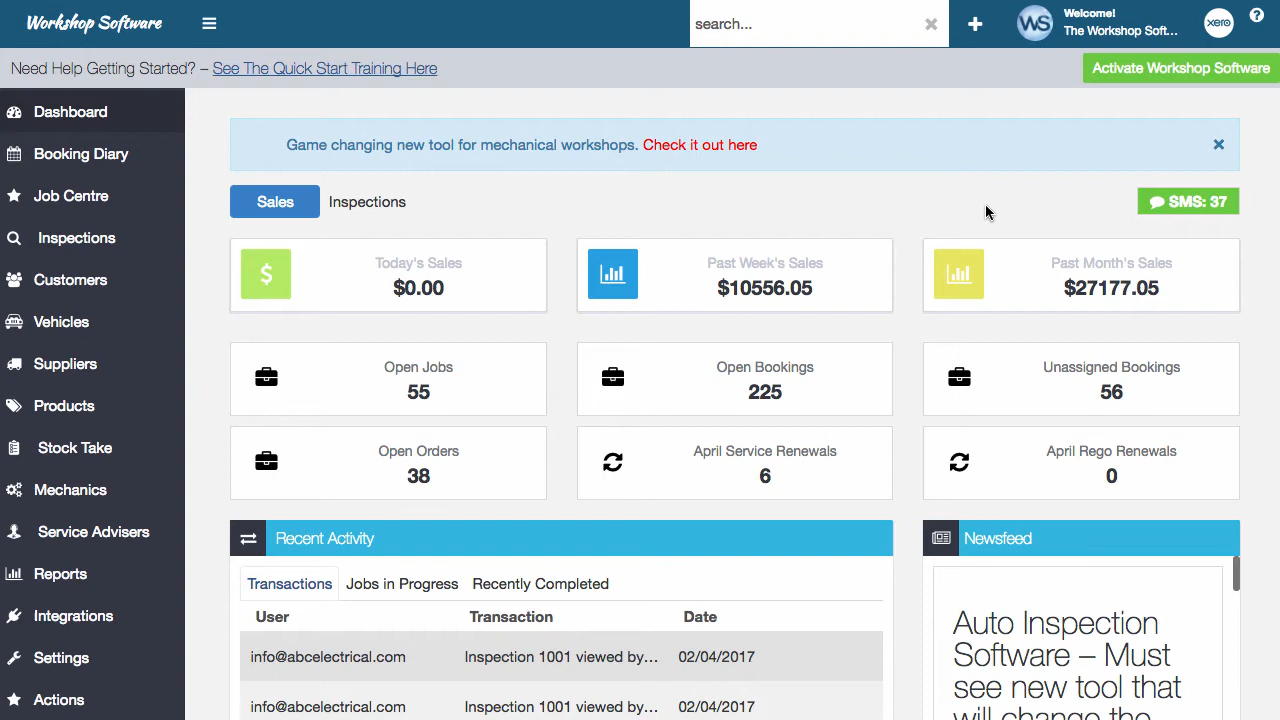 Workshop Software
search...
Welcome!
The Workshop Soft...
WS
xero
?
Need Help Getting Started? – See The Quick Start Training Here
Activate Workshop Software
Dashboard
Booking Diary
Job Centre
Inspections
Customers
Vehicles
Suppliers
Products
Stock Take
Mechanics
Service Advisers
Reports
Integrations
Settings
Actions
Game changing new tool for mechanical workshops. Check it out here
Sales
Inspections
SMS: 37
$
Today's Sales
$0.00
Past Week's Sales
$10556.05
Past Month's Sales
$27177.05
Open Jobs
55
Open Bookings
225
Unassigned Bookings
56
Open Orders
38
April Service Renewals
6
April Rego Renewals
0
Recent Activity
Transactions Jobs in Progress Recently Completed
User Transaction Date
info@abcelectrical.com Inspection 1001 viewed by... 02/04/2017
info@abcelectrical.com Inspection 1001 viewed by... 02/04/2017
Newsfeed
Auto Inspection
Software – Must
see new tool that
will change the